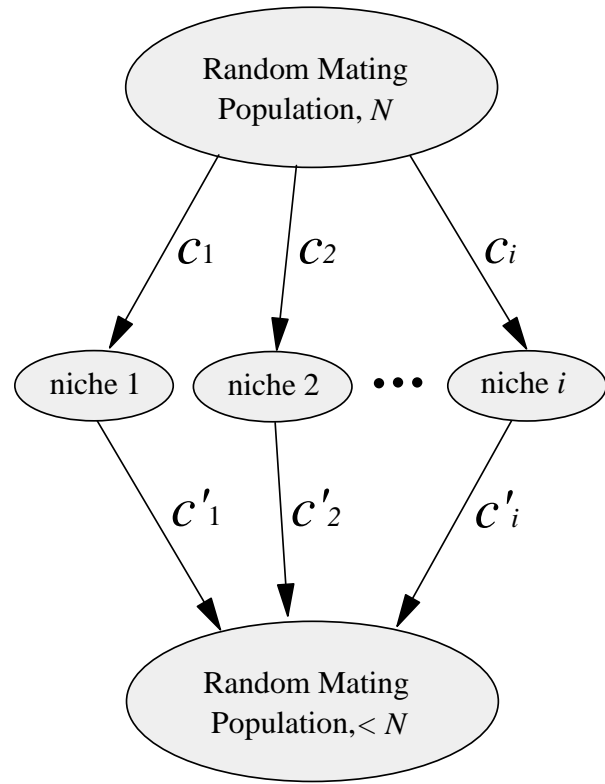 Random Mating
Population, N
c1 c2 ci
niche 1 niche 2 ••• niche i
c'1 c'2 c'i
Random Mating
Population,< N